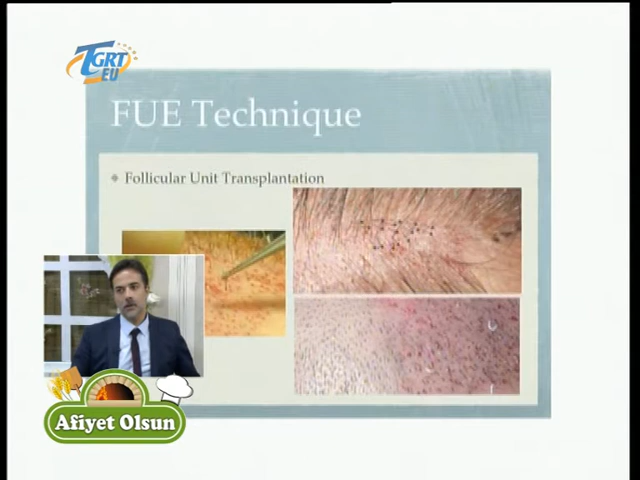 TGRT
EU
FUE Technique
Follicular Unit Transplantation
Afiyet Olsun